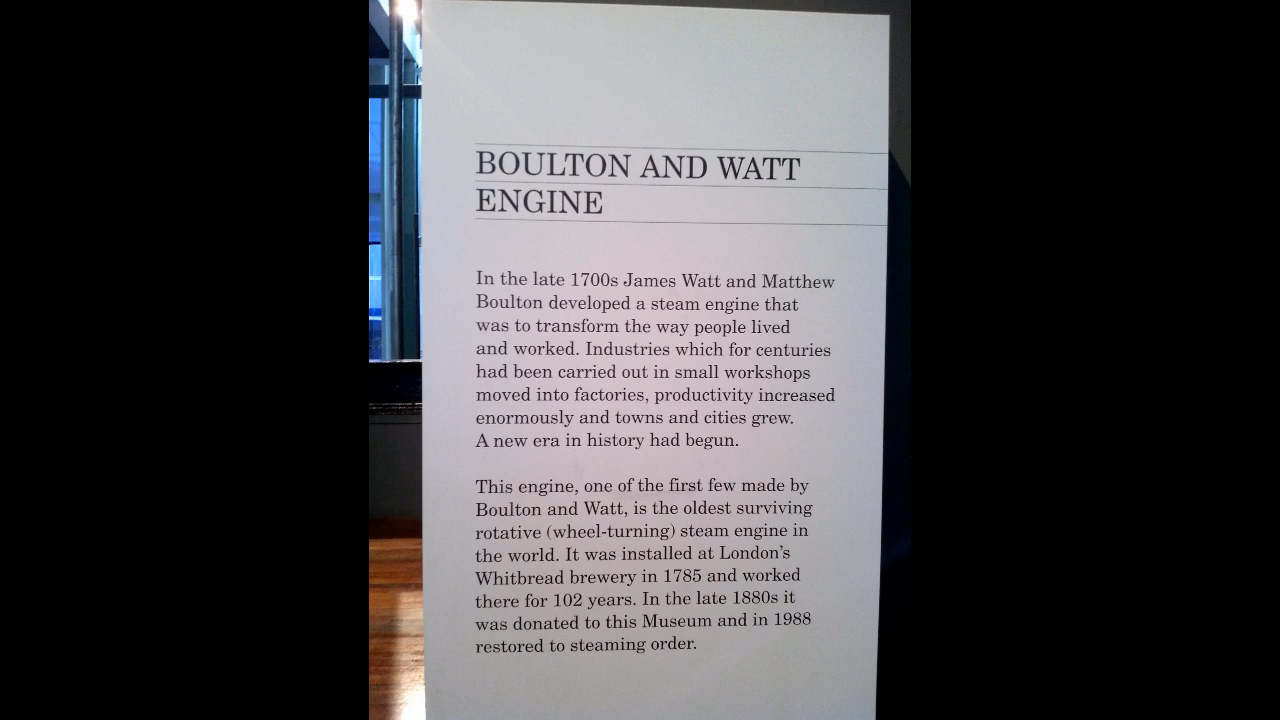 BOULTON AND WATT
ENGINE
In the late 1700s James Watt and Matthew
Boulton developed a steam engine that
was to transform the way people lived
and worked. Industries which for centuries
had been carried out in small workshops
moved into factories, productivity increased
enormously and towns and cities grew.
A new era in history had begun.
This engine, one of the first few made by
Boulton and Watt, is the oldest surviving
rotative (wheel-turning) steam engine in
the world. It was installed at London's
Whitbread brewery in 1785 and worked
there for 102 years. In the late 1880s it
was donated to this Museum and in 1988
restored to steaming order.